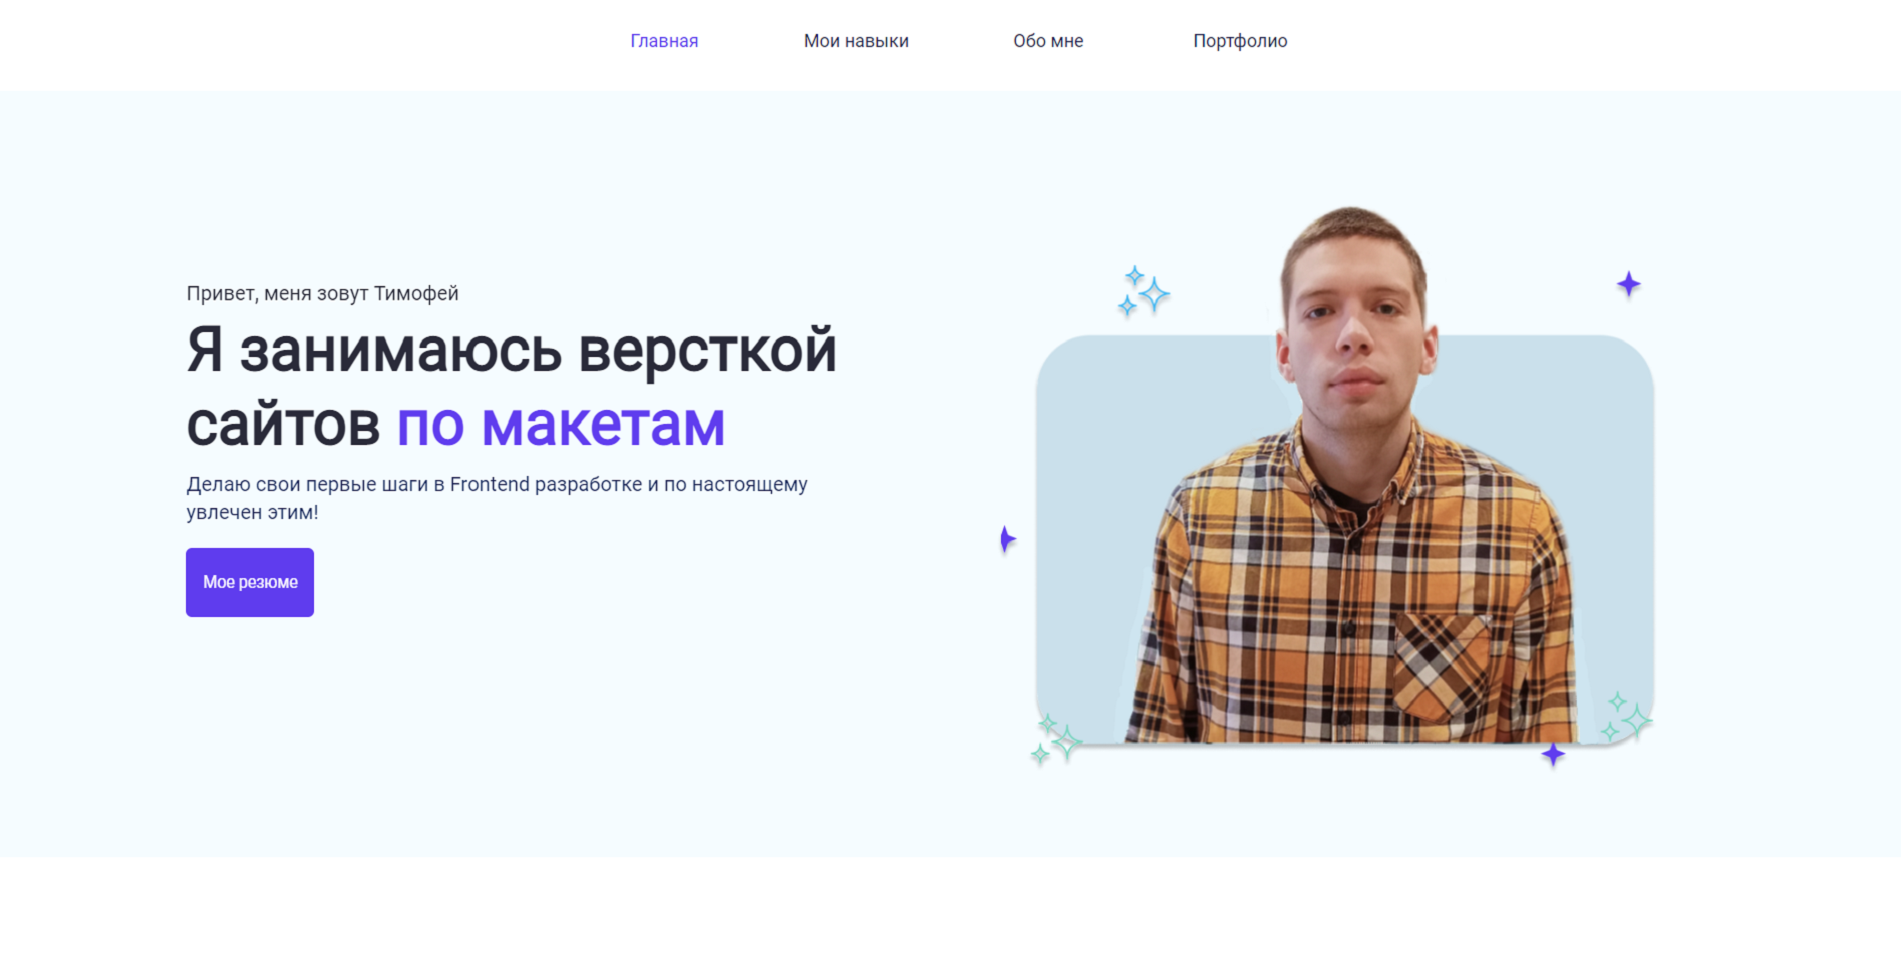 Главная Мои навыки Обо мне Портфолио
Привет, меня зовут Тимофей
Я занимаюсь версткой
сайтов по макетам
Делаю свои первые шаги в Frontend разработке и по настоящему
увлечен этим!
Мое резюме